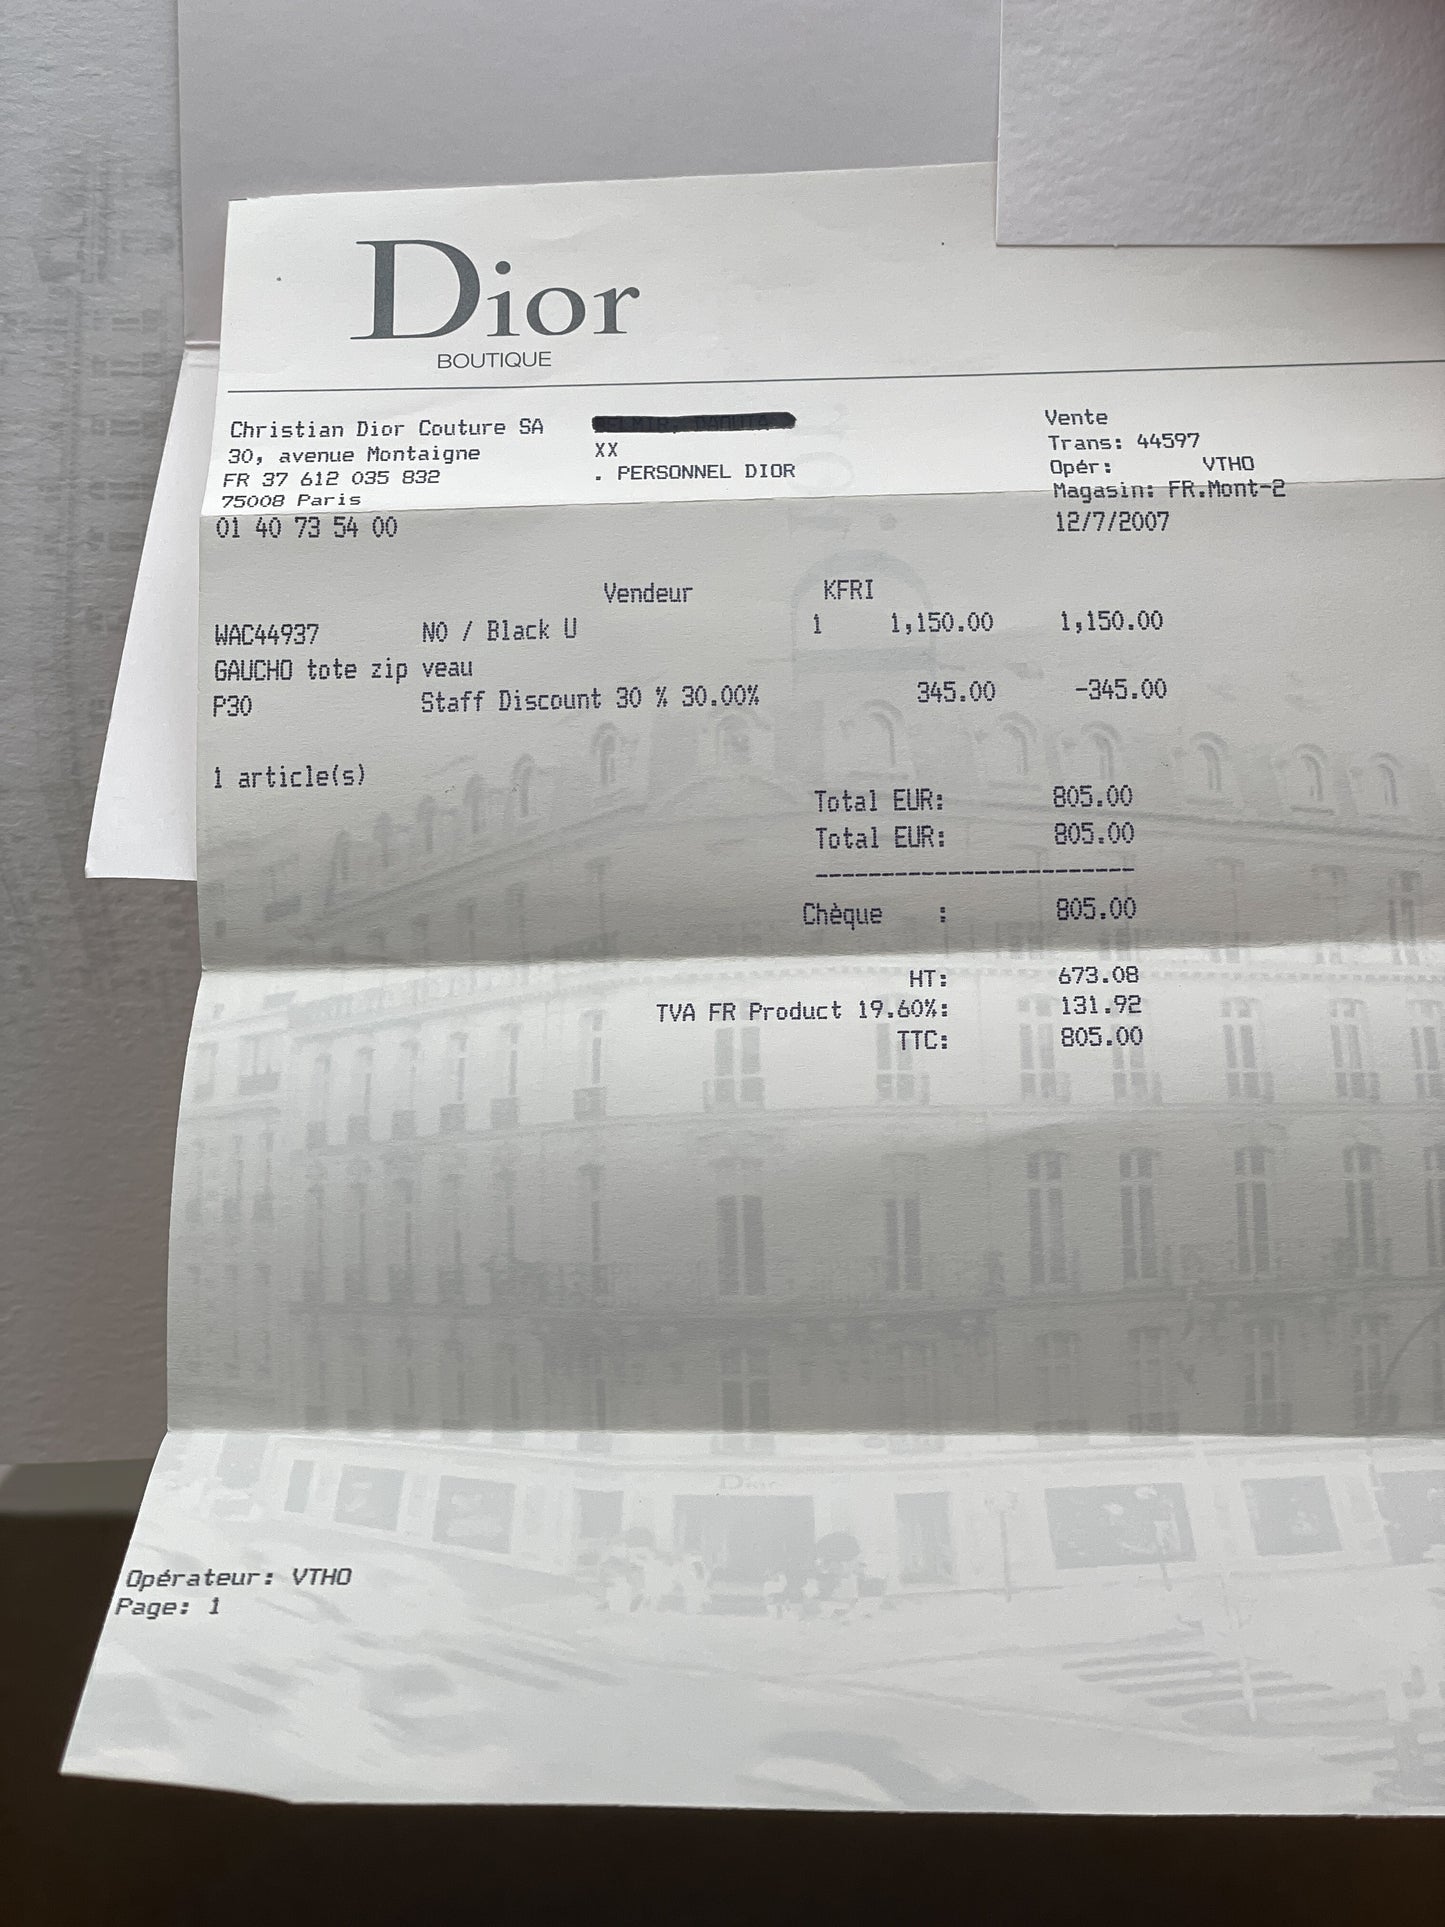 Dior
BOUTIQUE
Christian Dior Couture SA
30, avenue Montaigne
FR 37 612 035 832
75008 Paris
01 40 73 54 00
XX
. PERSONNEL DIOR
Vente
Trans: 44597
Opér: VTHO
Magasin: FR.Mont-2
12/7/2007
Vendeur KFRI
WAC44937 NO / Black U 1 1,150.00 1,150.00
GAUCHO tote zip veau
P30 Staff Discount 30 % 30.00% 345.00 -345.00
1 article(s)
Total EUR: 805.00
Total EUR: 805.00
Chèque : 805.00
HT: 673.08
TVA FR Product 19.60%: 131.92
TTC: 805.00
Dior
Opérateur: VTHO
Page: 1